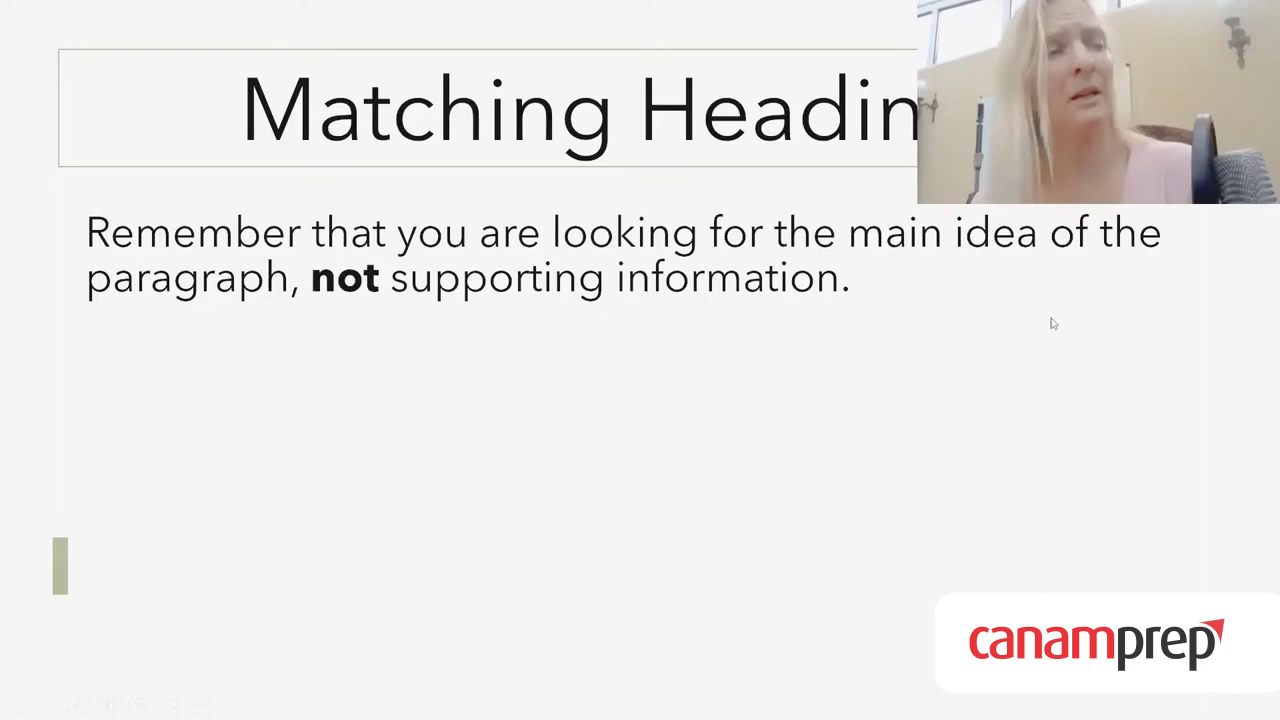 Matching Headin
Remember that you are looking for the main idea of the
paragraph, not supporting information.
canamprep